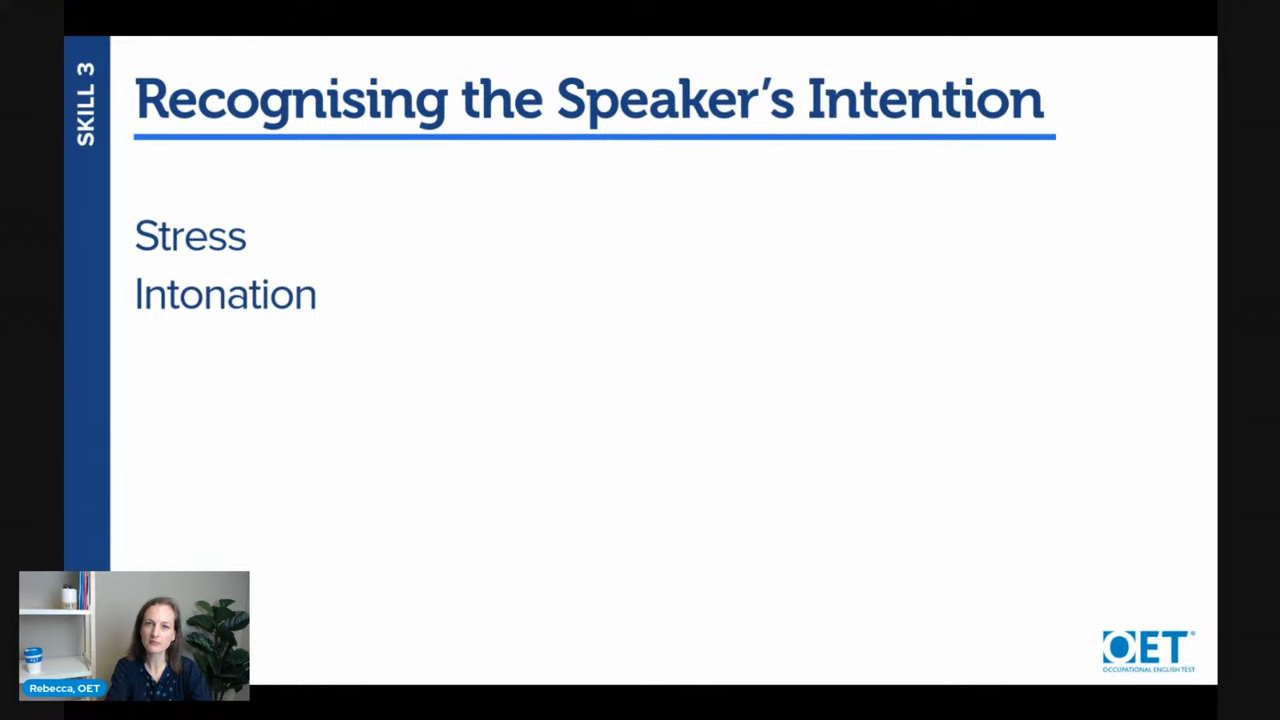 SKILL 3
Recognising the Speaker's Intention
Stress
Intonation
Rebecca, OET
OET®
OCCUPATIONAL ENGLISH TEST